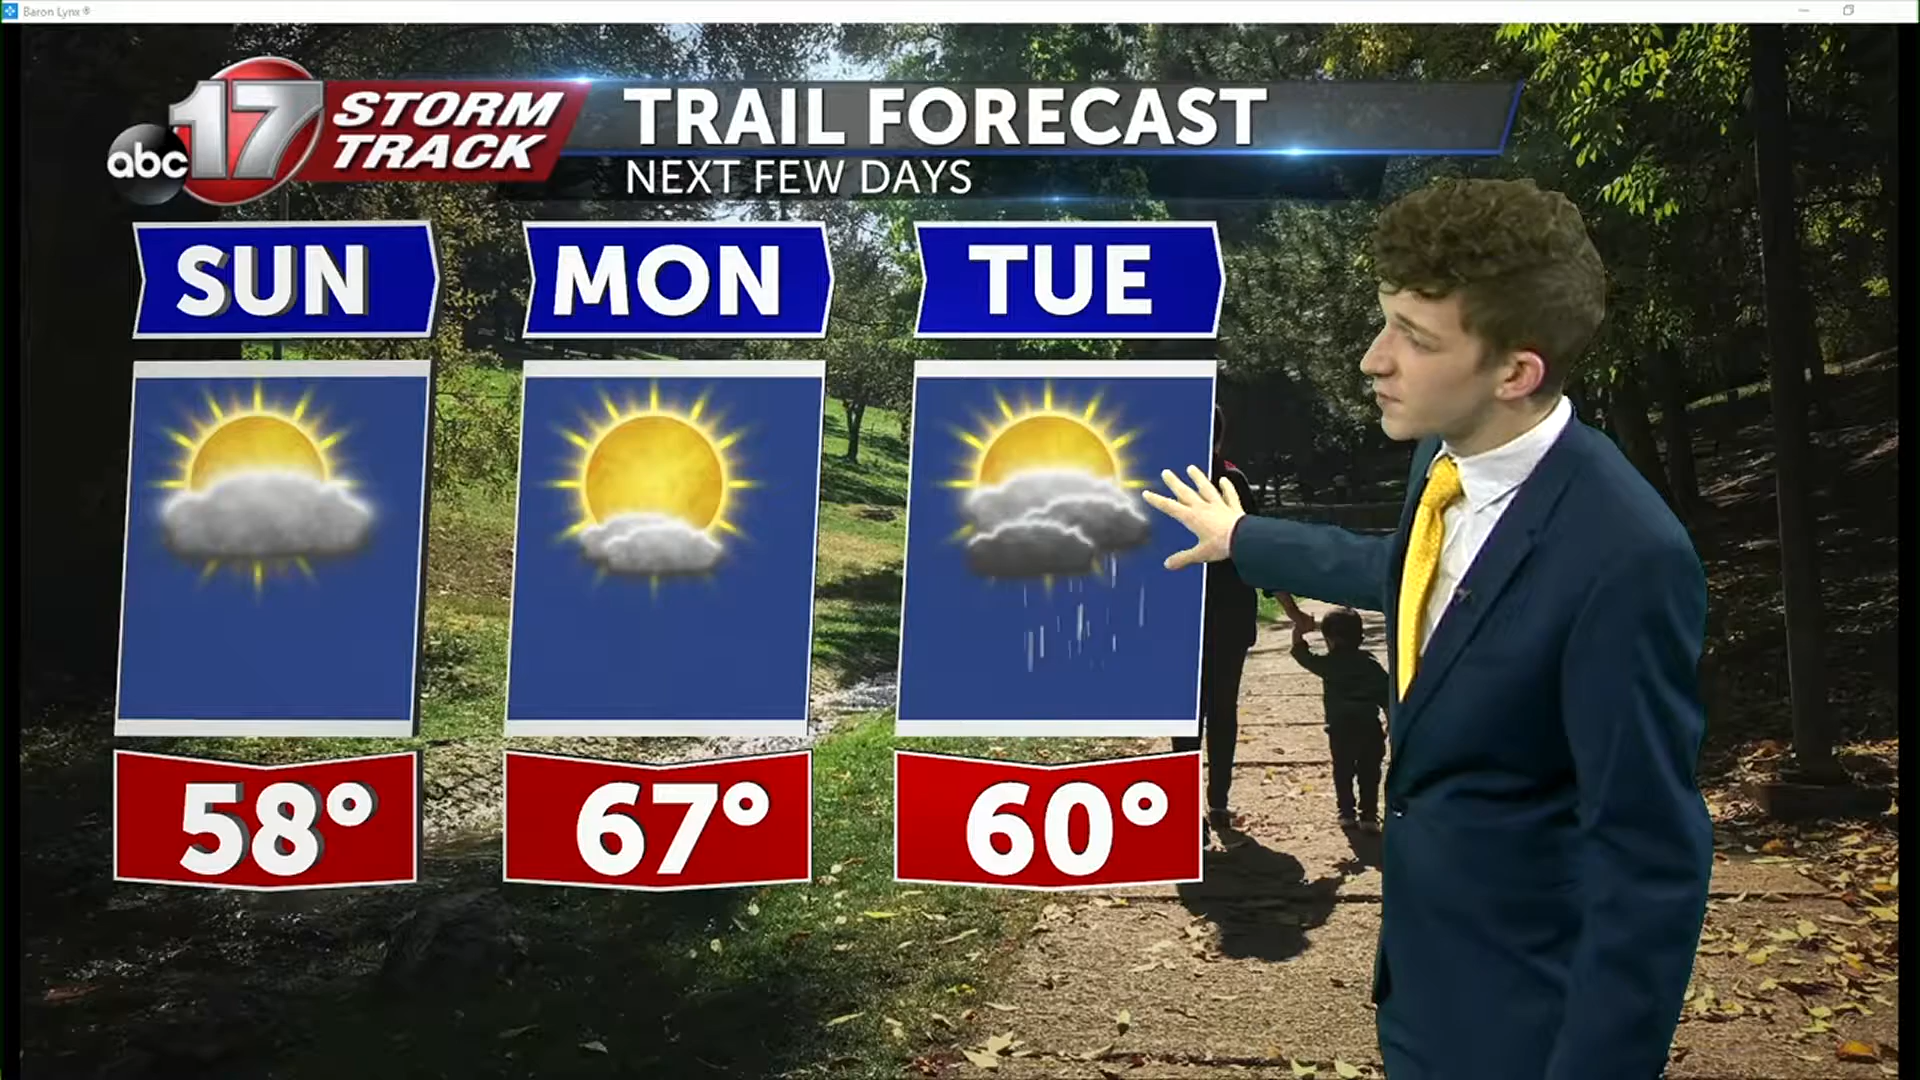 Baron Lynx ®
abc 17 STORM TRACK
TRAIL FORECAST
NEXT FEW DAYS
SUN
MON
TUE
58°
67°
60°